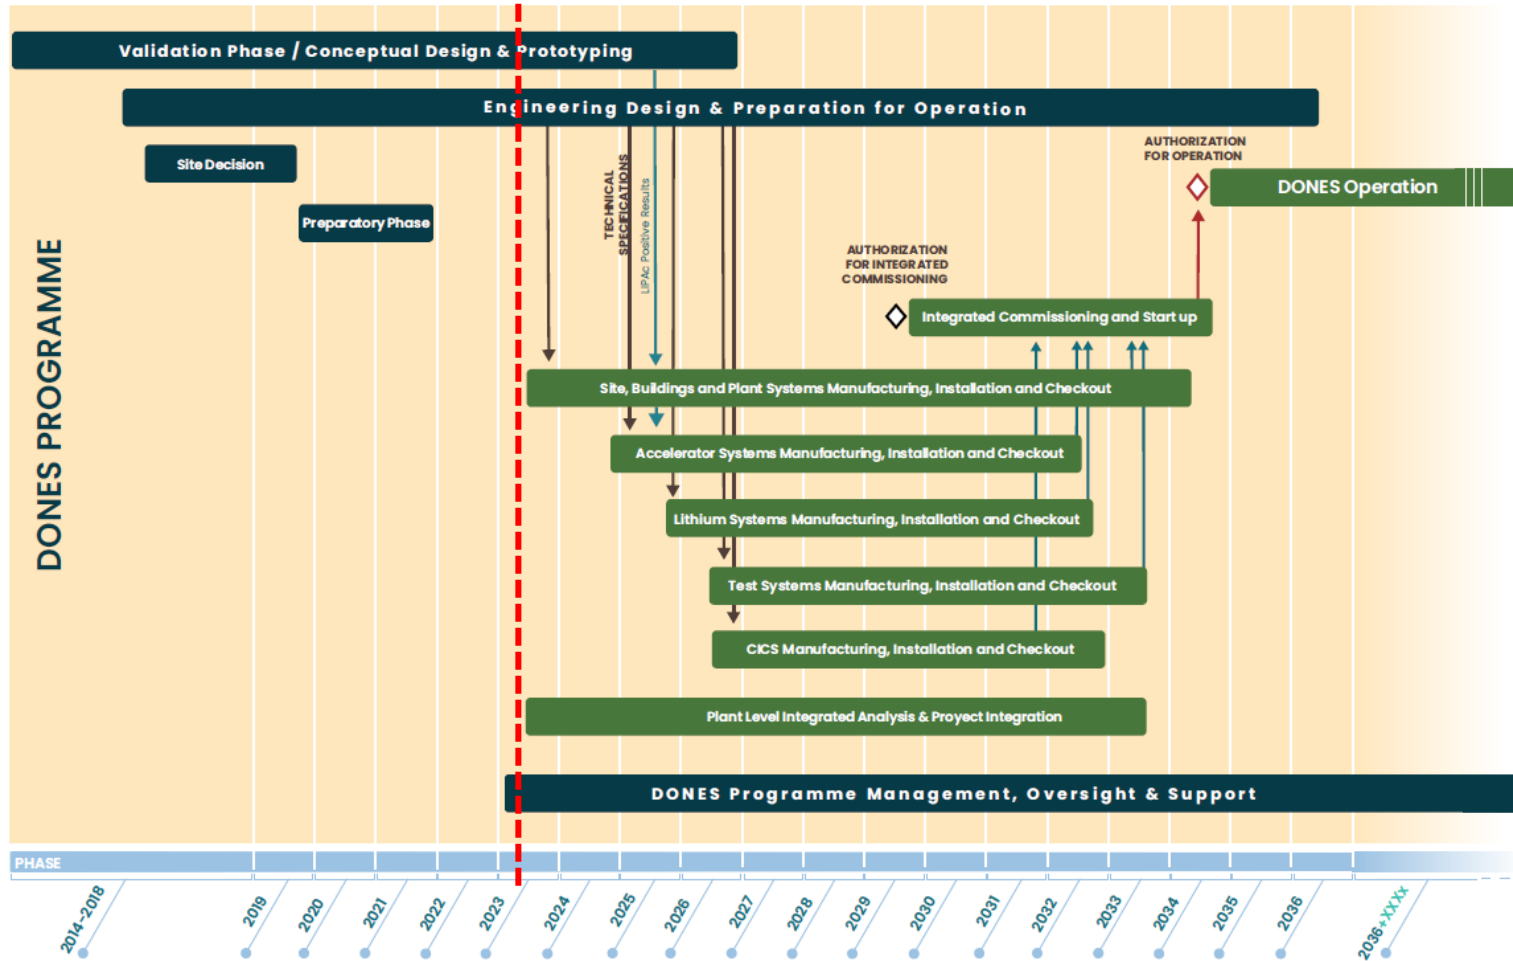 Validation Phase / Conceptual Design & Prototyping
Engineering Design & Preparation for Operation
Site Decision
Preparatory Phase
TECHNICAL
SPECIFICATIONS
LIPAc Positive Results
AUTHORIZATION
FOR OPERATION
DONES Operation
AUTHORIZATION
FOR INTEGRATED
COMMISSIONING
Integrated Commissioning and Start up
DONES PROGRAMME
Site, Buildings and Plant Systems Manufacturing, Installation and Checkout
Accelerator Systems Manufacturing, Installation and Checkout
Lithium Systems Manufacturing, Installation and Checkout
Test Systems Manufacturing, Installation and Checkout
CICS Manufacturing, Installation and Checkout
Plant Level Integrated Analysis & Proyect Integration
DONES Programme Management, Oversight & Support
PHASE
2014-2018
2019
2020
2021
2022
2023
2024
2025
2026
2027
2028
2029
2030
2031
2032
2033
2034
2035
2036
2036+XXXx